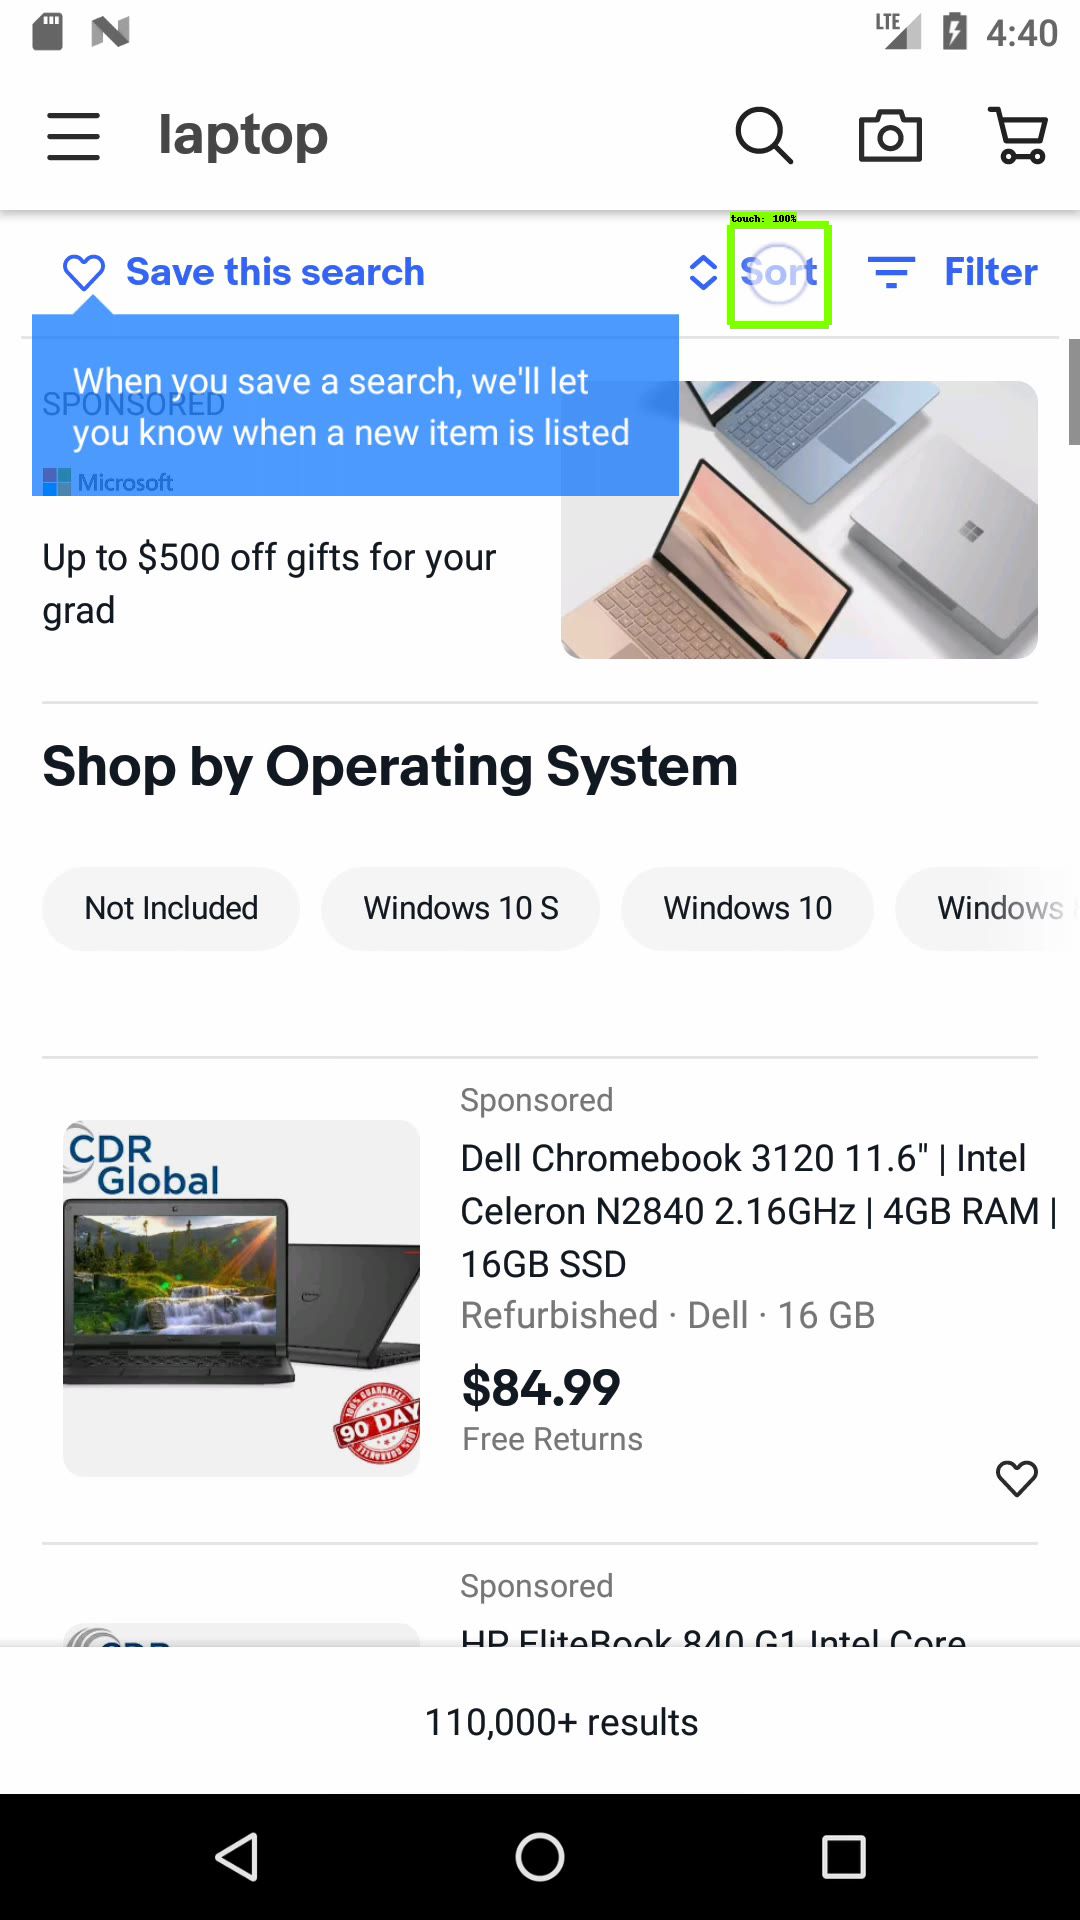 LTE 4:40
laptop
touch: 100%
Save this search
Sort
Filter
When you save a search, we'll let
you know when a new item is listed
SPONSORED
Microsoft
Up to $500 off gifts for your
grad
Shop by Operating System
Not Included
Windows 10 S
Windows 10
Windows
Sponsored
CDR
Global
Dell Chromebook 3120 11.6" | Intel
Celeron N2840 2.16GHz | 4GB RAM |
16GB SSD
Refurbished · Dell · 16 GB
$84.99
Free Returns
90 DAY
Sponsored
HP EliteBook 840 G1 Intel Core
CDR
110,000+ results